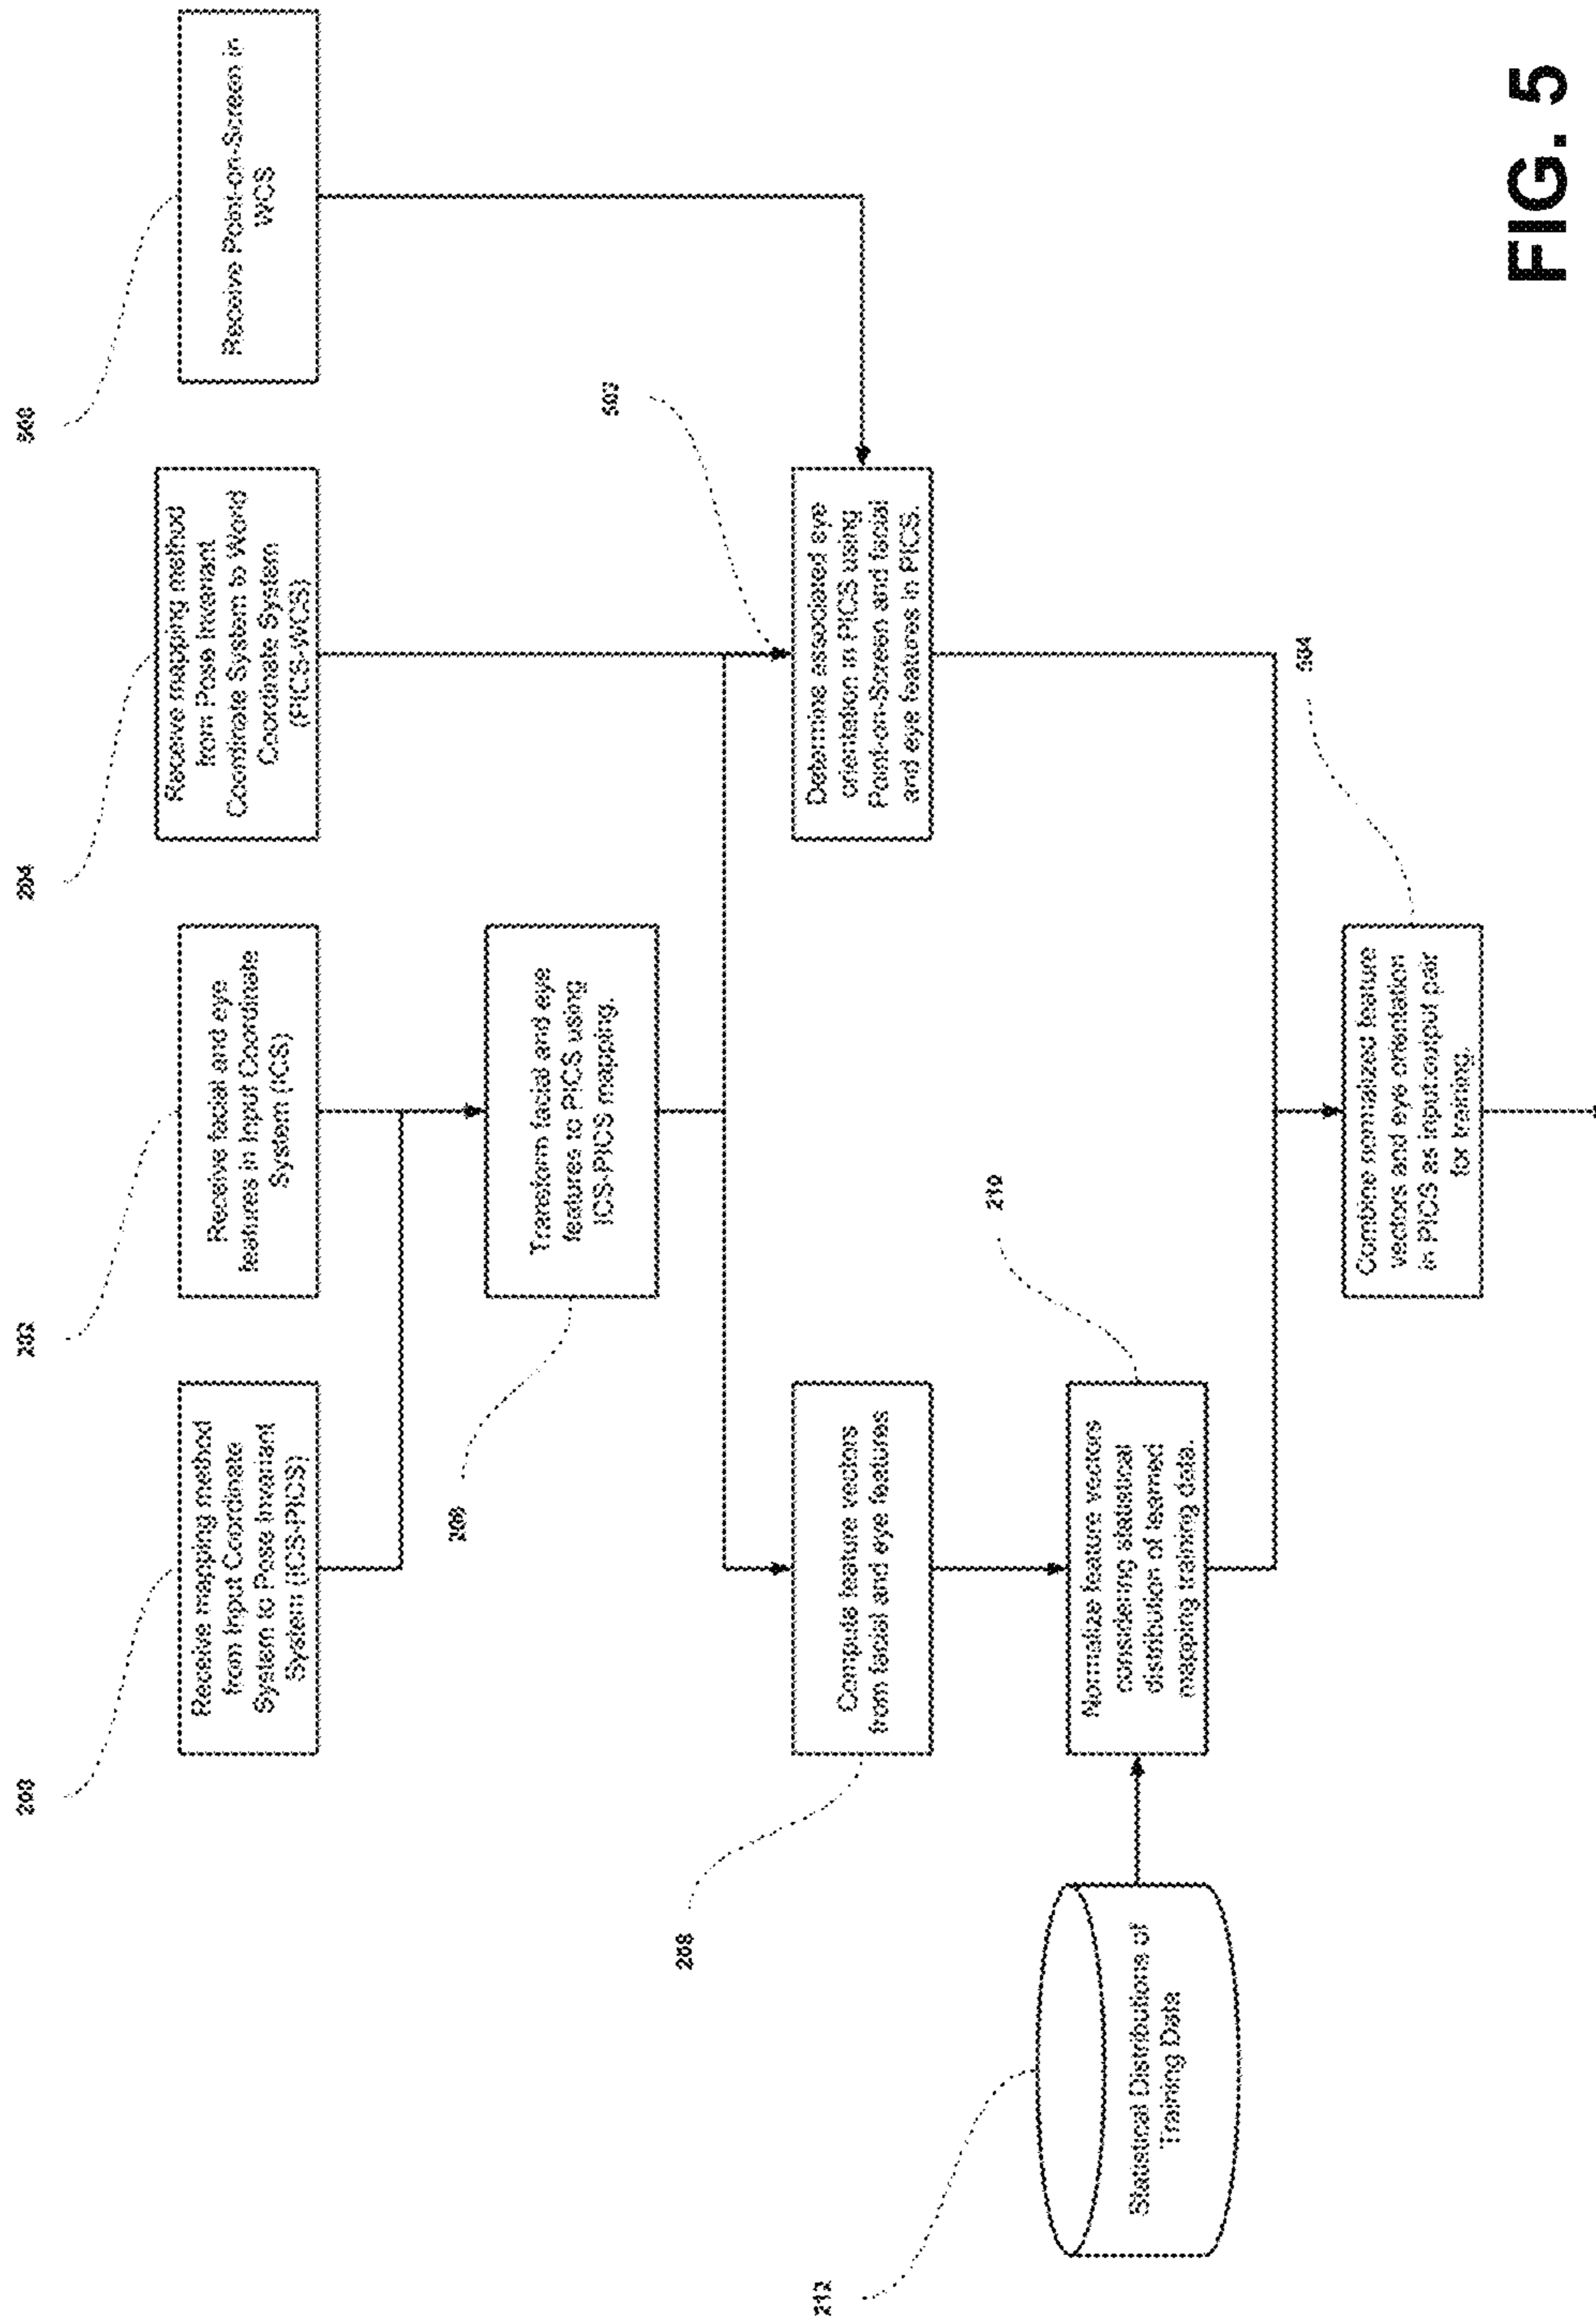 Receive mapping method
from Input Coordinate
System to Pose Invariant
System (ICS-PICS)
202
Receive facial and eye
features in Input Coordinate
System (ICS)
204
Receive mapping method
from Pose Invariant
Coordinate System to World
Coordinate System
(PICS-WCS)
Receive Point-on-Screen in
WCS
206
Transform facial and eye
features to PICS using
ICS-PICS mapping.
208
Compute feature vectors
from facial and eye features
502
Determine associated eye
orientation in PICS using
Point-on-Screen and facial
and eye features in PICS.
212
Statistical Distributions of
Training Data
210
Normalize feature vectors
considering statistical
distribution of learned
mapping training data.
504
Combine normalized feature
vectors and eye orientation
in PICS as input:output pair
for training.
FIG. 5